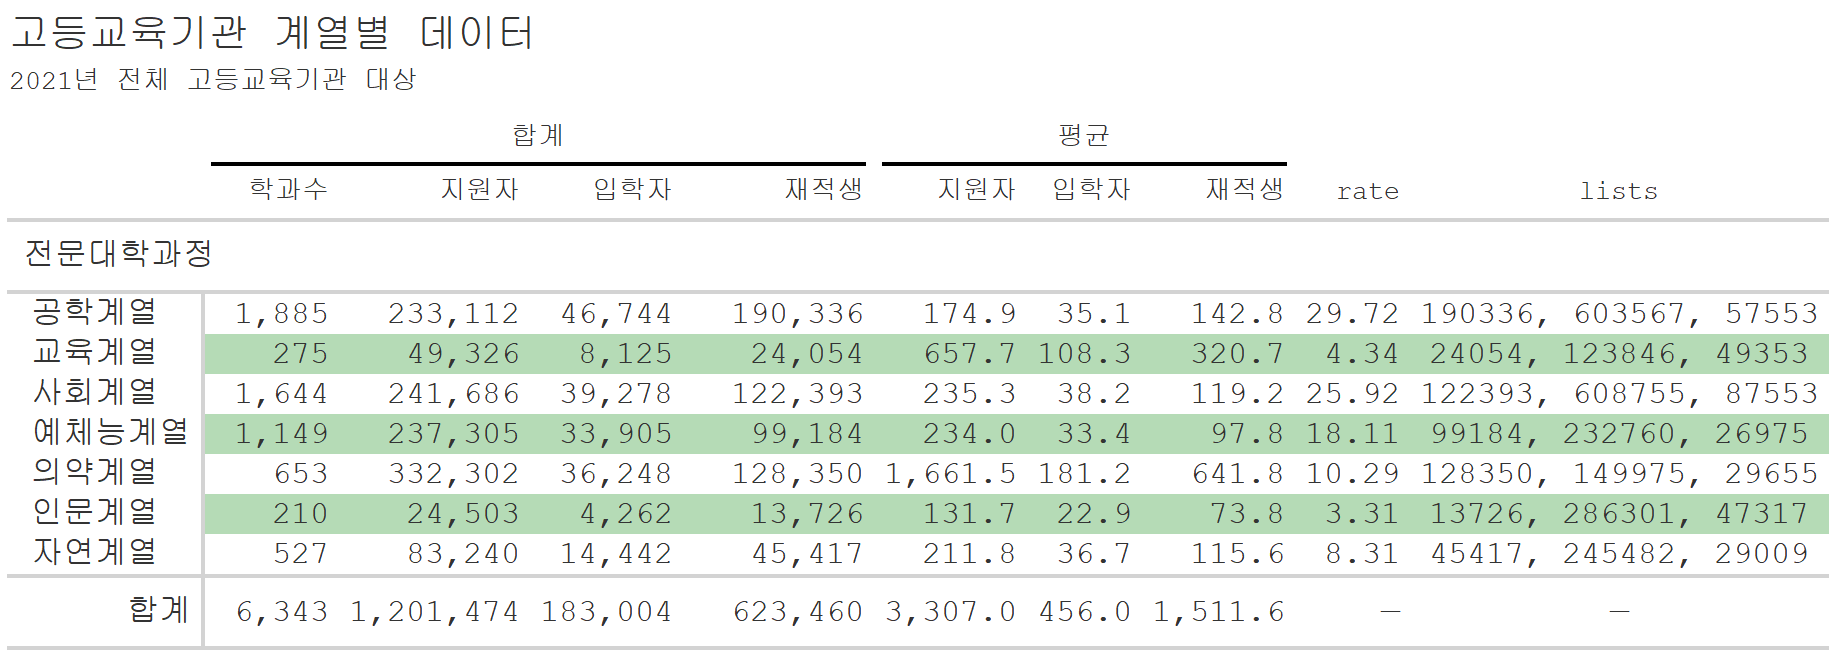 고등교육기관 계열별 데이터
2021년 전체 고등교육기관 대상
합계 평균
학과수 지원자 입학자 재적생 지원자 입학자 재적생 rate lists
전문대학과정
공학계열 1,885 233,112 46,744 190,336 174.9 35.1 142.8 29.72 190336, 603567, 57553
교육계열 275 49,326 8,125 24,054 657.7 108.3 320.7 4.34 24054, 123846, 49353
사회계열 1,644 241,686 39,278 122,393 235.3 38.2 119.2 25.92 122393, 608755, 87553
예체능계열 1,149 237,305 33,905 99,184 234.0 33.4 97.8 18.11 99184, 232760, 26975
의약계열 653 332,302 36,248 128,350 1,661.5 181.2 641.8 10.29 128350, 149975, 29655
인문계열 210 24,503 4,262 13,726 131.7 22.9 73.8 3.31 13726, 286301, 47317
자연계열 527 83,240 14,442 45,417 211.8 36.7 115.6 8.31 45417, 245482, 29009
합계 6,343 1,201,474 183,004 623,460 3,307.0 456.0 1,511.6 — —